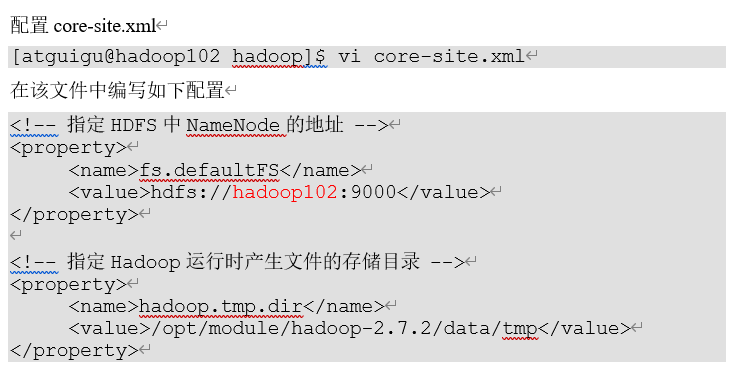 配置 core-site.xml
[atguigu@hadoop102 hadoop]$ vi core-site.xml
在该文件中编写如下配置
<!-- 指定 HDFS 中 NameNode 的地址 -->
<property>
<name>fs.defaultFS</name>
<value>hdfs://hadoop102:9000</value>
</property>
<!-- 指定 Hadoop 运行时产生文件的存储目录 -->
<property>
<name>hadoop.tmp.dir</name>
<value>/opt/module/hadoop-2.7.2/data/tmp</value>
</property>